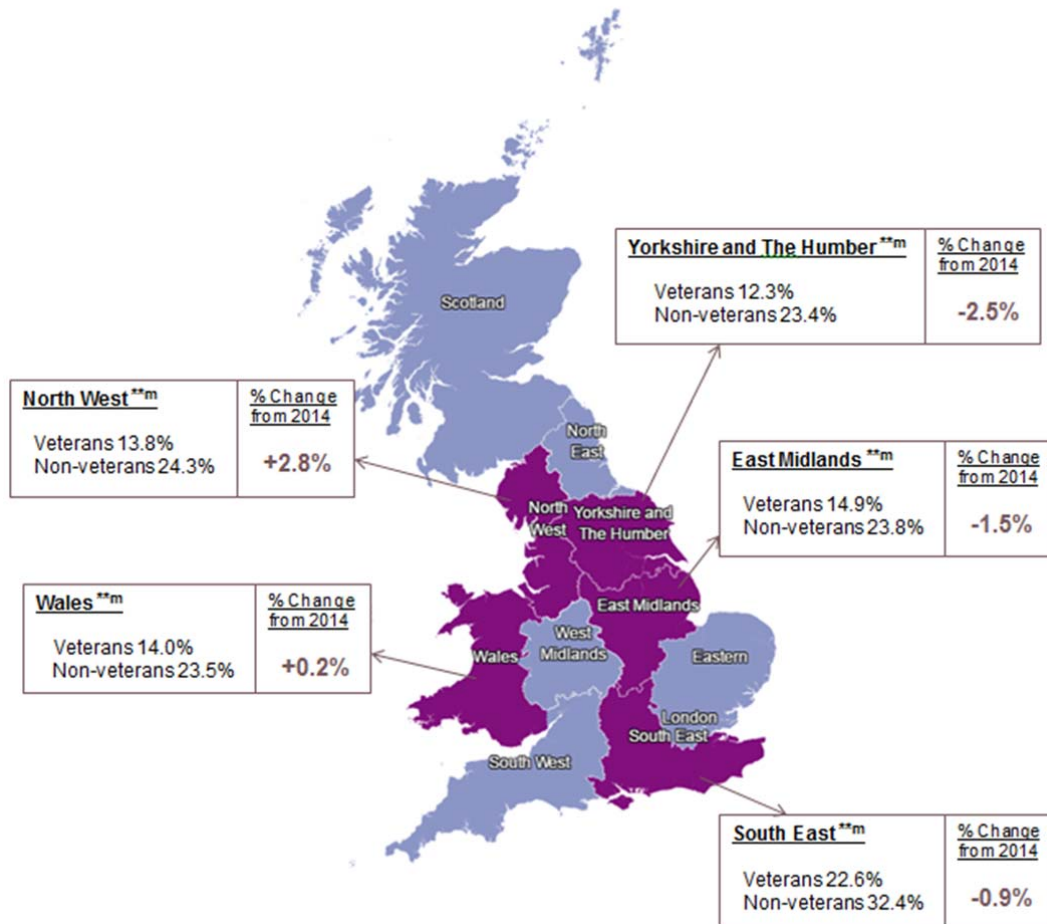 Yorkshire and The Humber **m
Veterans 12.3%
Non-veterans 23.4%
% Change
from 2014
-2.5%
North West **m
Veterans 13.8%
Non-veterans 24.3%
% Change
from 2014
+2.8%
East Midlands **m
Veterans 14.9%
Non-veterans 23.8%
% Change
from 2014
-1.5%
Wales **m
Veterans 14.0%
Non-veterans 23.5%
% Change
from 2014
+0.2%
South East **m
Veterans 22.6%
Non-veterans 32.4%
% Change
from 2014
-0.9%
Scotland
North
East
North
West
Yorkshire and
The Humber
East Midlands
West
Midlands
Wales
Eastern
London
South East
South West